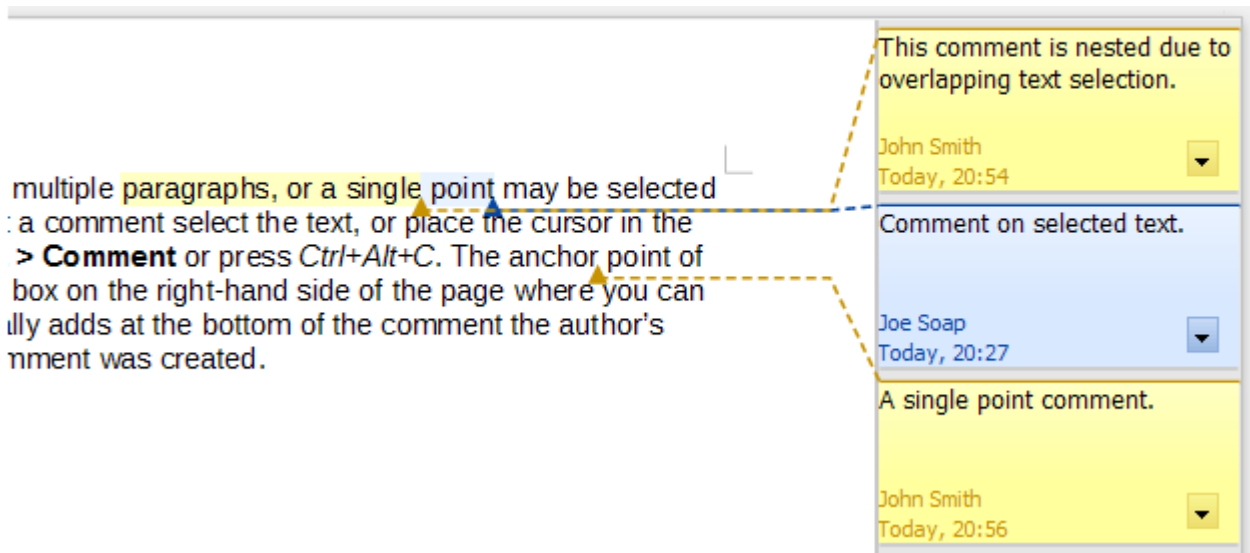 multiple paragraphs, or a single point may be selected
a comment select the text, or place the cursor in the
> Comment or press Ctrl+Alt+C. The anchor point of
box on the right-hand side of the page where you can
adds at the bottom of the comment the author's
was created.
This comment is nested due to
overlapping text selection.
John Smith
Today, 20:54
Comment on selected text.
Joe Soap
Today, 20:27
A single point comment.
John Smith
Today, 20:56